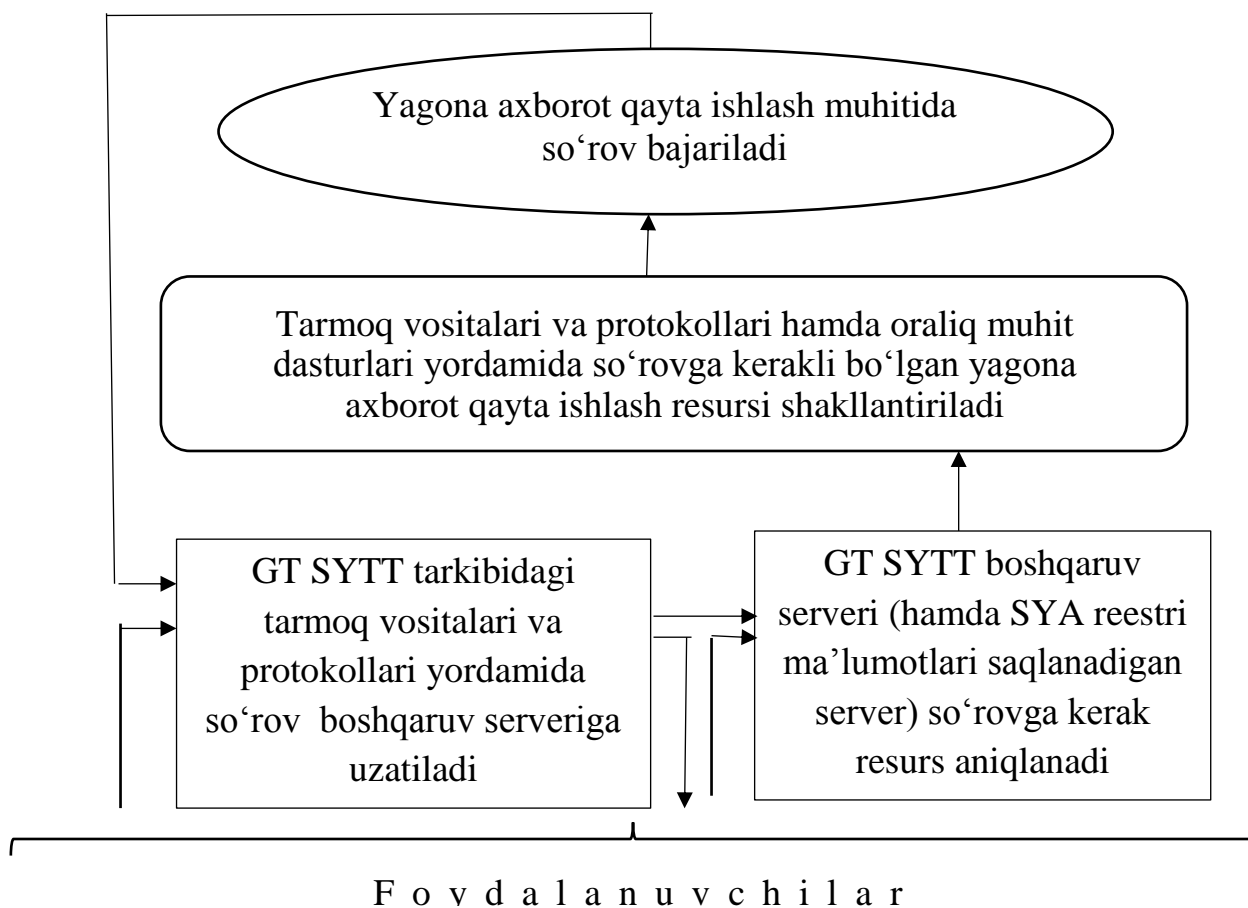 Yagona axborot qayta ishlash muhitida
so‘rov bajariladi
Tarmoq vositalari va protokollari hamda oraliq muhit
dasturlari yordamida so‘rovga kerakli bo‘lgan yagona
axborot qayta ishlash resursi shakllantiriladi
GT SYTT tarkibidagi
tarmoq vositalari va
protokollari yordamida
so‘rov boshqaruv serveriga
uzatiladi
GT SYTT boshqaruv
serveri (hamda SYA reestri
ma’lumotlari saqlanadigan
server) so‘rovga kerak
resurs aniqlanadi
F o y d a l a n u v c h i l a r